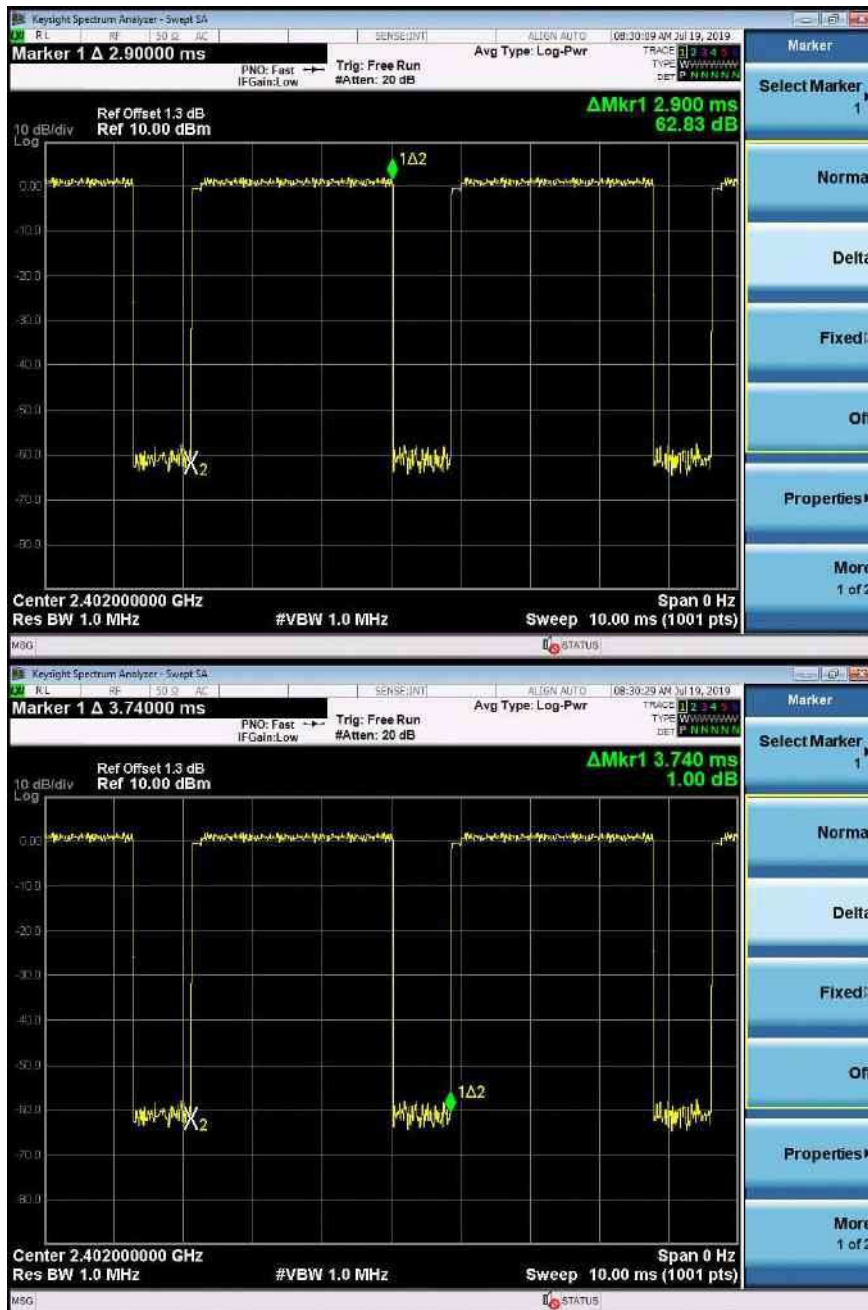 Keysight Spectrum Analyzer - Swept SA
RL RF 50 Ω AC SENSE:INT ALIGN AUTO 08:30:09 AM Jul 19, 2019
Marker 1 Δ 2.90000 ms
PNO: Fast
IFGain:Low
Trig: Free Run
#Atten: 20 dB
Avg Type: Log-Pwr
TRACE 1 2 3 4 5 6
TYPE WWWWWW
DET P N N N N N
Marker
Select Marker
1
ΔMkr1 2.900 ms
62.83 dB
Ref Offset 1.3 dB
10 dB/div Ref 10.00 dBm
Log
1Δ2
0.00
-10.0
-20.0
-30.0
-40.0
-50.0
-60.0
-70.0
-80.0
2
Norma
Delta
Fixed
Of
Properties
More
1 of 2
Center 2.402000000 GHz Span 0 Hz
Res BW 1.0 MHz #VBW 1.0 MHz Sweep 10.00 ms (1001 pts)
MSG STATUS
Keysight Spectrum Analyzer - Swept SA
RL RF 50 Ω AC SENSE:INT ALIGN AUTO 08:30:29 AM Jul 19, 2019
Marker 1 Δ 3.74000 ms
PNO: Fast
IFGain:Low
Trig: Free Run
#Atten: 20 dB
Avg Type: Log-Pwr
TRACE 1 2 3 4 5 6
TYPE WWWWWW
DET P N N N N N
Marker
Select Marker
1
ΔMkr1 3.740 ms
1.00 dB
Ref Offset 1.3 dB
10 dB/div Ref 10.00 dBm
Log
0.00
-10.0
-20.0
-30.0
-40.0
-50.0
-60.0
-70.0
-80.0
1Δ2
2
Norma
Delta
Fixed
Of
Properties
More
1 of 2
Center 2.402000000 GHz Span 0 Hz
Res BW 1.0 MHz #VBW 1.0 MHz Sweep 10.00 ms (1001 pts)
MSG STATUS